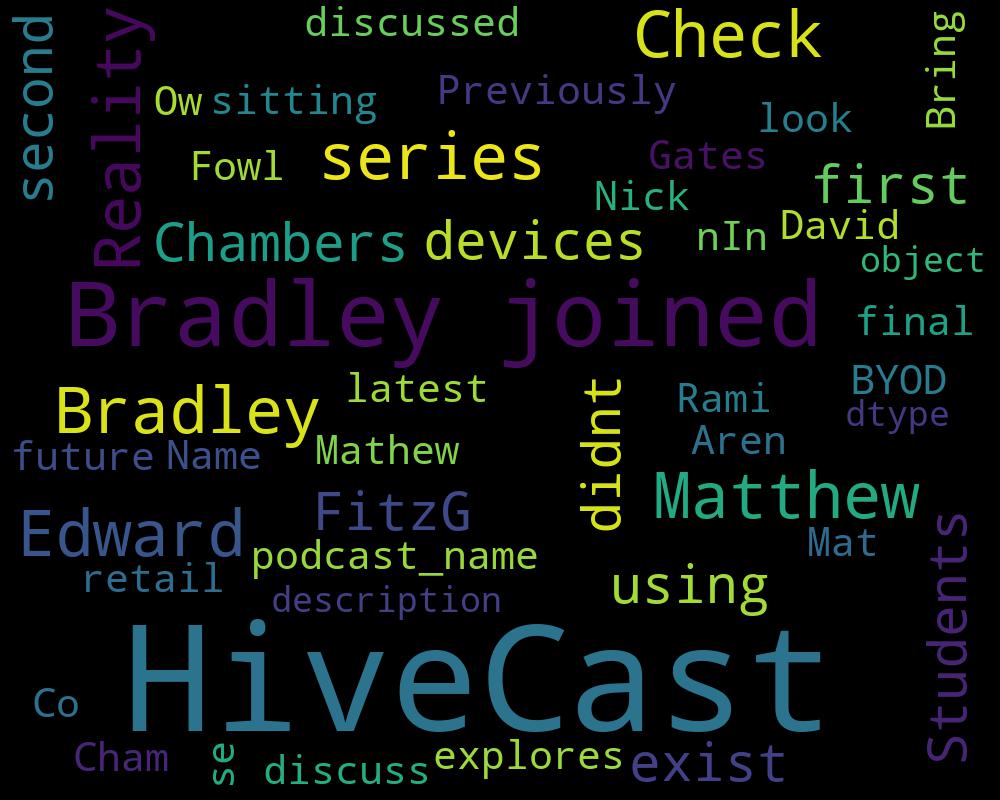 second
Reality
discussed
Check
Bring
Ow sitting
Previously
look
Fowl
series
Gates
Nick
first
Chambers
devices
nIn
David
object
Bradley joined
final
Bradley
latest
didnt
Rami
BYOD
dtype
future
Name
Mathew
Aren
Edward
FitzG
Matthew
Mat
Students
retail
podcast_name
description
using
HiveCast
Co
Cham
se
discuss
explores
exist